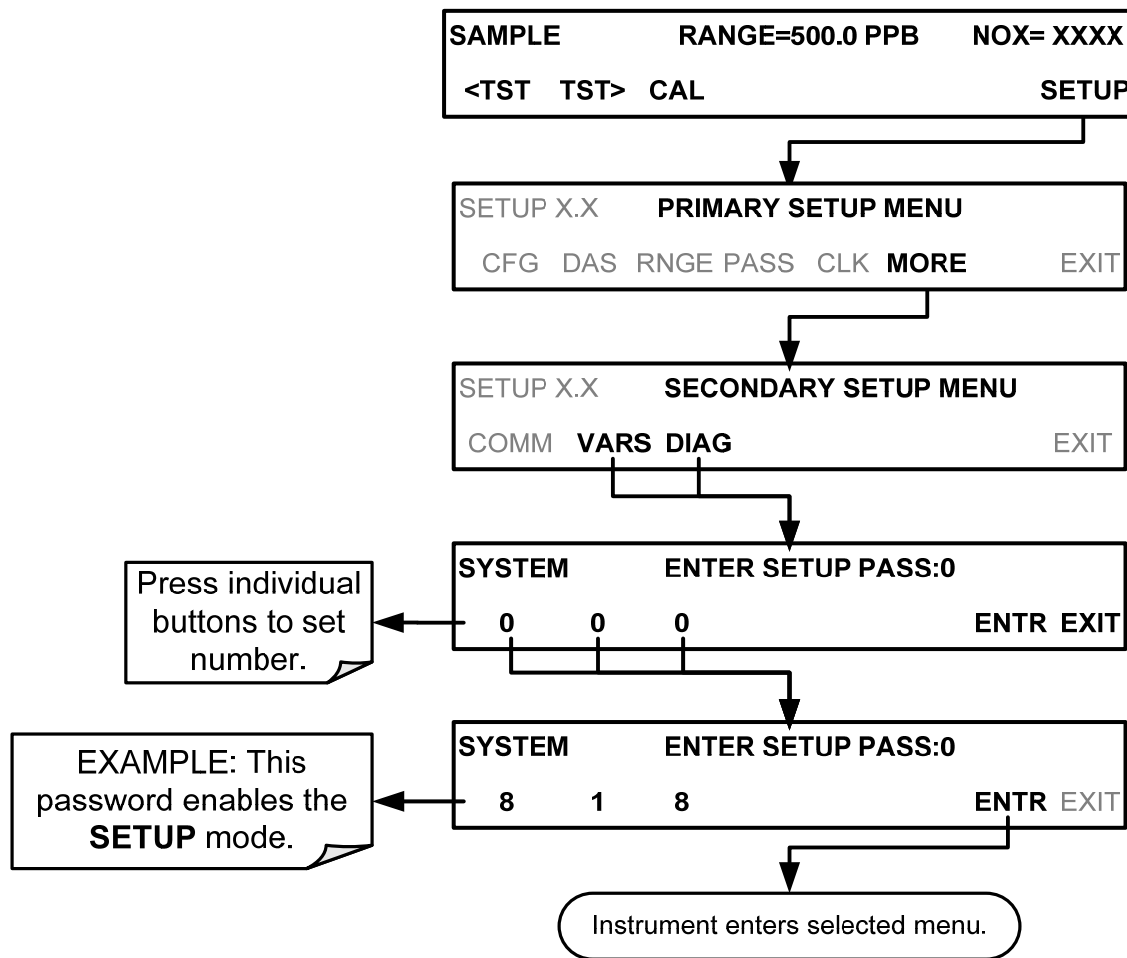 SAMPLE RANGE=500.0 PPB NOX= XXXX
<TST TST> CAL SETUP
SETUP X.X PRIMARY SETUP MENU
CFG DAS RNGE PASS CLK MORE EXIT
SETUP X.X SECONDARY SETUP MENU
COMM VARS DIAG EXIT
SYSTEM ENTER SETUP PASS:0
0 0 0 ENTR EXIT
Press individual
buttons to set
number.
SYSTEM ENTER SETUP PASS:0
8 1 8 ENTR EXIT
EXAMPLE: This
password enables the
SETUP mode.
Instrument enters selected menu.